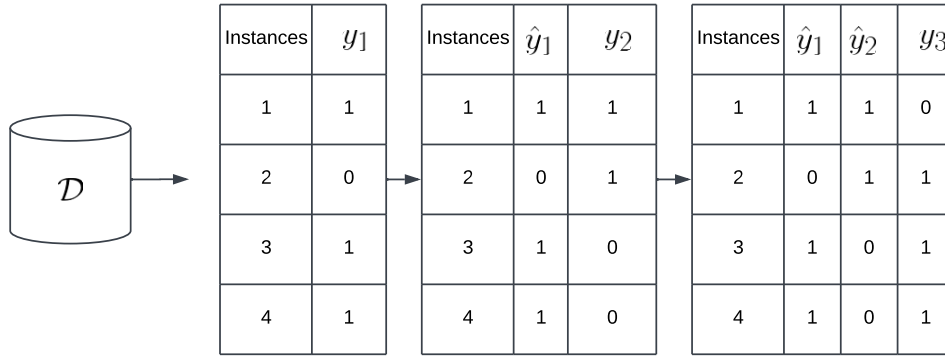 𝒟
Instances y₁
1 1
2 0
3 1
4 1
Instances ŷ₁ y₂
1 1 1
2 0 1
3 1 0
4 1 0
Instances ŷ₁ ŷ₂ y₃
1 1 1 0
2 0 1 1
3 1 0 1
4 1 0 1